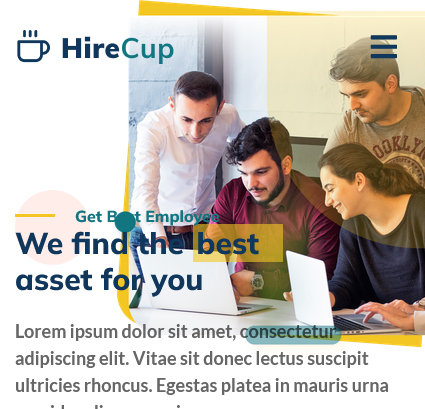 HireCup
Get Best Employee
We find the best
asset for you
Lorem ipsum dolor sit amet, consectetur
adipiscing elit. Vitae sit donec lectus suscipit
ultricies rhoncus. Egestas platea in mauris urna